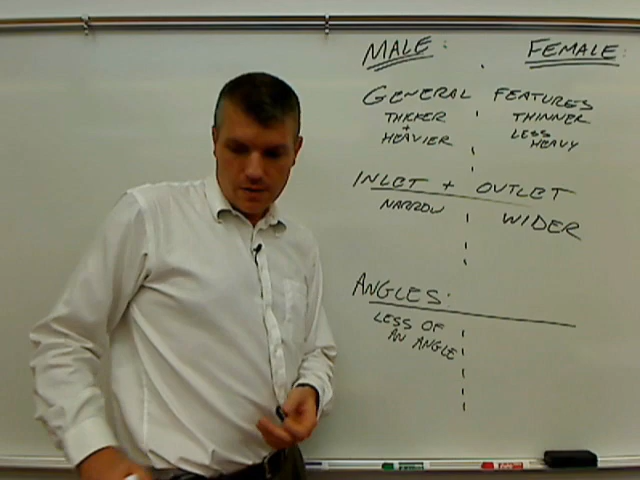 MALE: FEMALE:
GENERAL FEATURES
THICKER THINNER
+ LESS
HEAVIER HEAVY
INLET + OUTLET
NARROW WIDER
ANGLES:
LESS OF
AN ANGLE